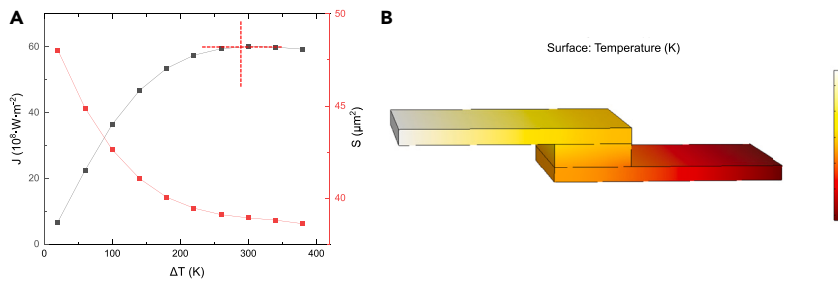 A
B
50
60
45
40
40
20
0
0
100
200
300
400
J (10⁸·W·m⁻²)
S (μm²)
ΔT (K)
Surface: Temperature (K)